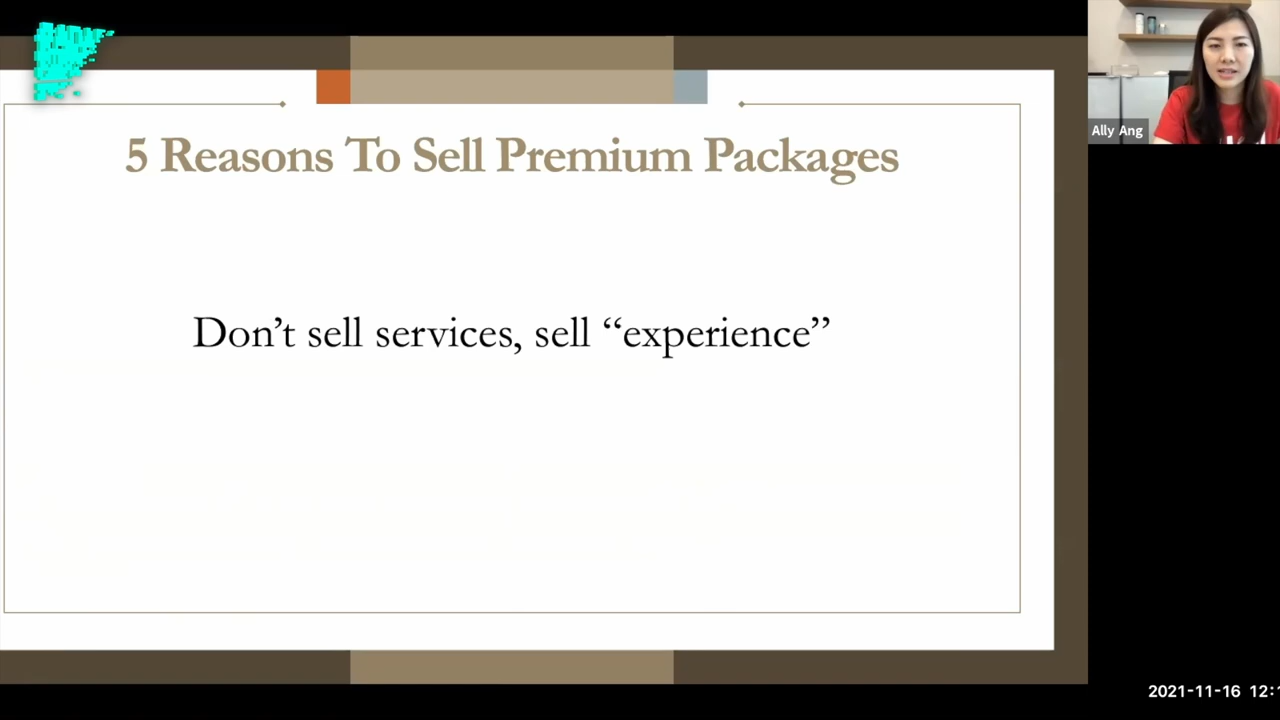 5 Reasons To Sell Premium Packages
Don’t sell services, sell “experience”
Ally Ang
2021-11-16 12: